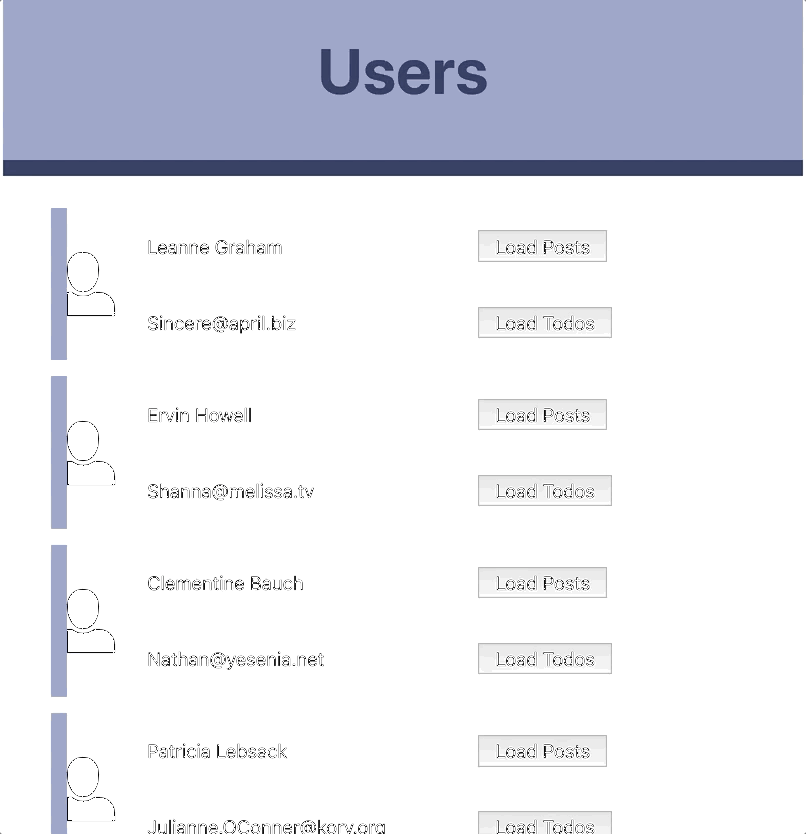 Users
Leanne Graham
Load Posts
Sincere@april.biz
Load Todos
Ervin Howell
Load Posts
Shanna@melissa.tv
Load Todos
Clementine Bauch
Load Posts
Nathan@yesenia.net
Load Todos
Patricia Lebsack
Load Posts
Julianne.OConner@kory.org
Load Todos